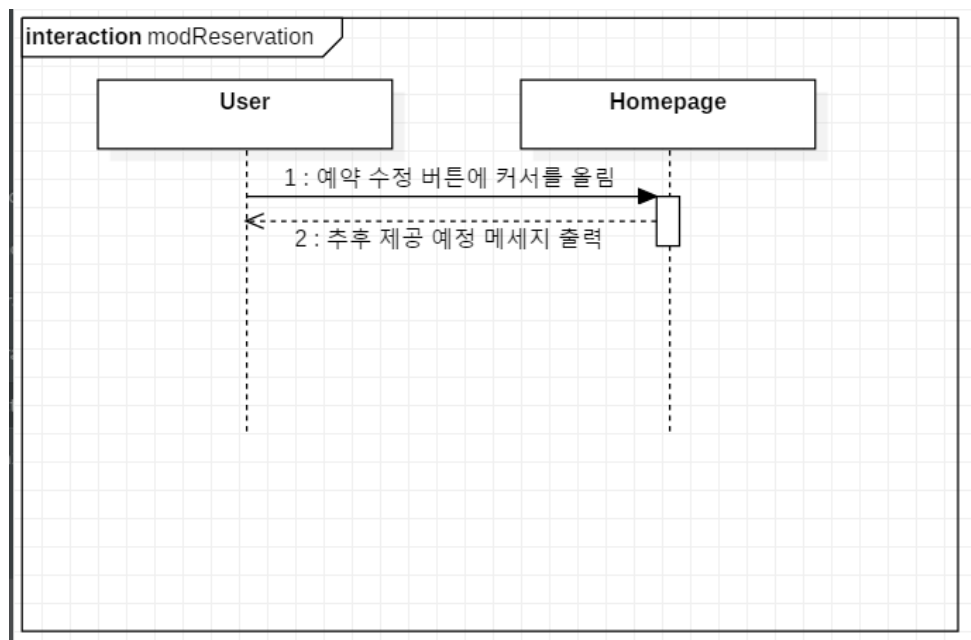 interaction modReservation
User
Homepage
1 : 예약 수정 버튼에 커서를 올림
2 : 추후 제공 예정 메세지 출력